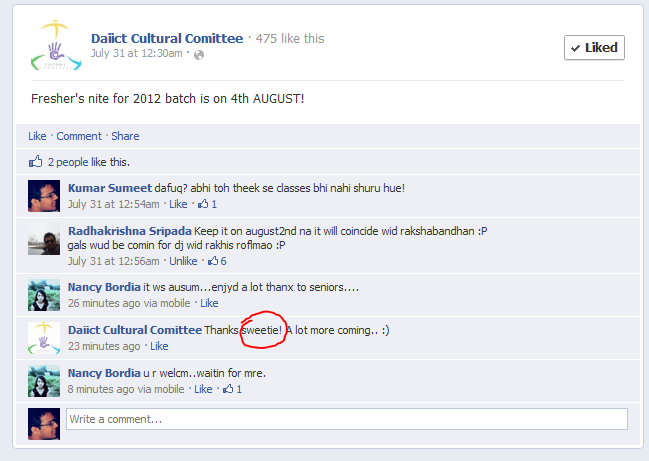 Daiict Cultural Comittee · 475 like this
July 31 at 12:30am ·
Liked
Fresher's nite for 2012 batch is on 4th AUGUST!
Like · Comment · Share
2 people like this.
Kumar Sumeet dafuq? abhi toh theek se classes bhi nahi shuru hue!
July 31 at 12:54am · Like · 1
Radhakrishna Sripada Keep it on august2nd na it will coincide wid rakshabandhan :P
gals wud be comin for dj wid rakhis roflmao :P
July 31 at 12:56am · Unlike · 6
Nancy Bordia it ws ausum...enjyd a lot thanx to seniors....
26 minutes ago via mobile · Like
Daiict Cultural Comittee Thanks sweetie! A lot more coming.. :)
23 minutes ago · Like
Nancy Bordia u r welcm..waitin for mre.
8 minutes ago via mobile · Like · 1
Write a comment...